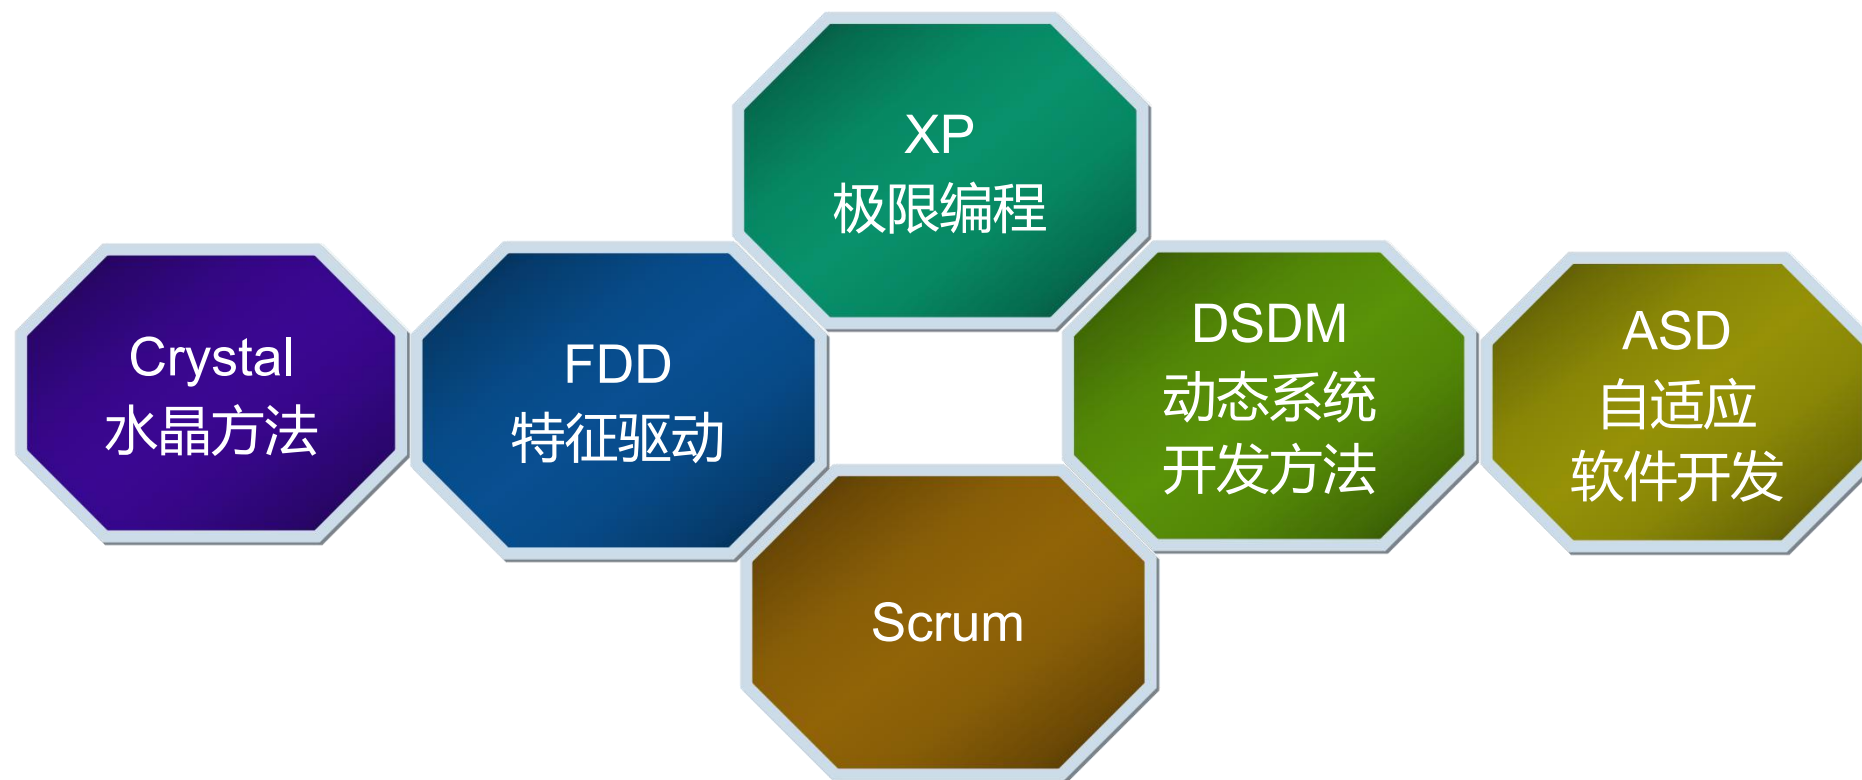 XP
极限编程
Crystal
水晶方法
FDD
特征驱动
DSDM
动态系统
开发方法
ASD
自适应
软件开发
Scrum